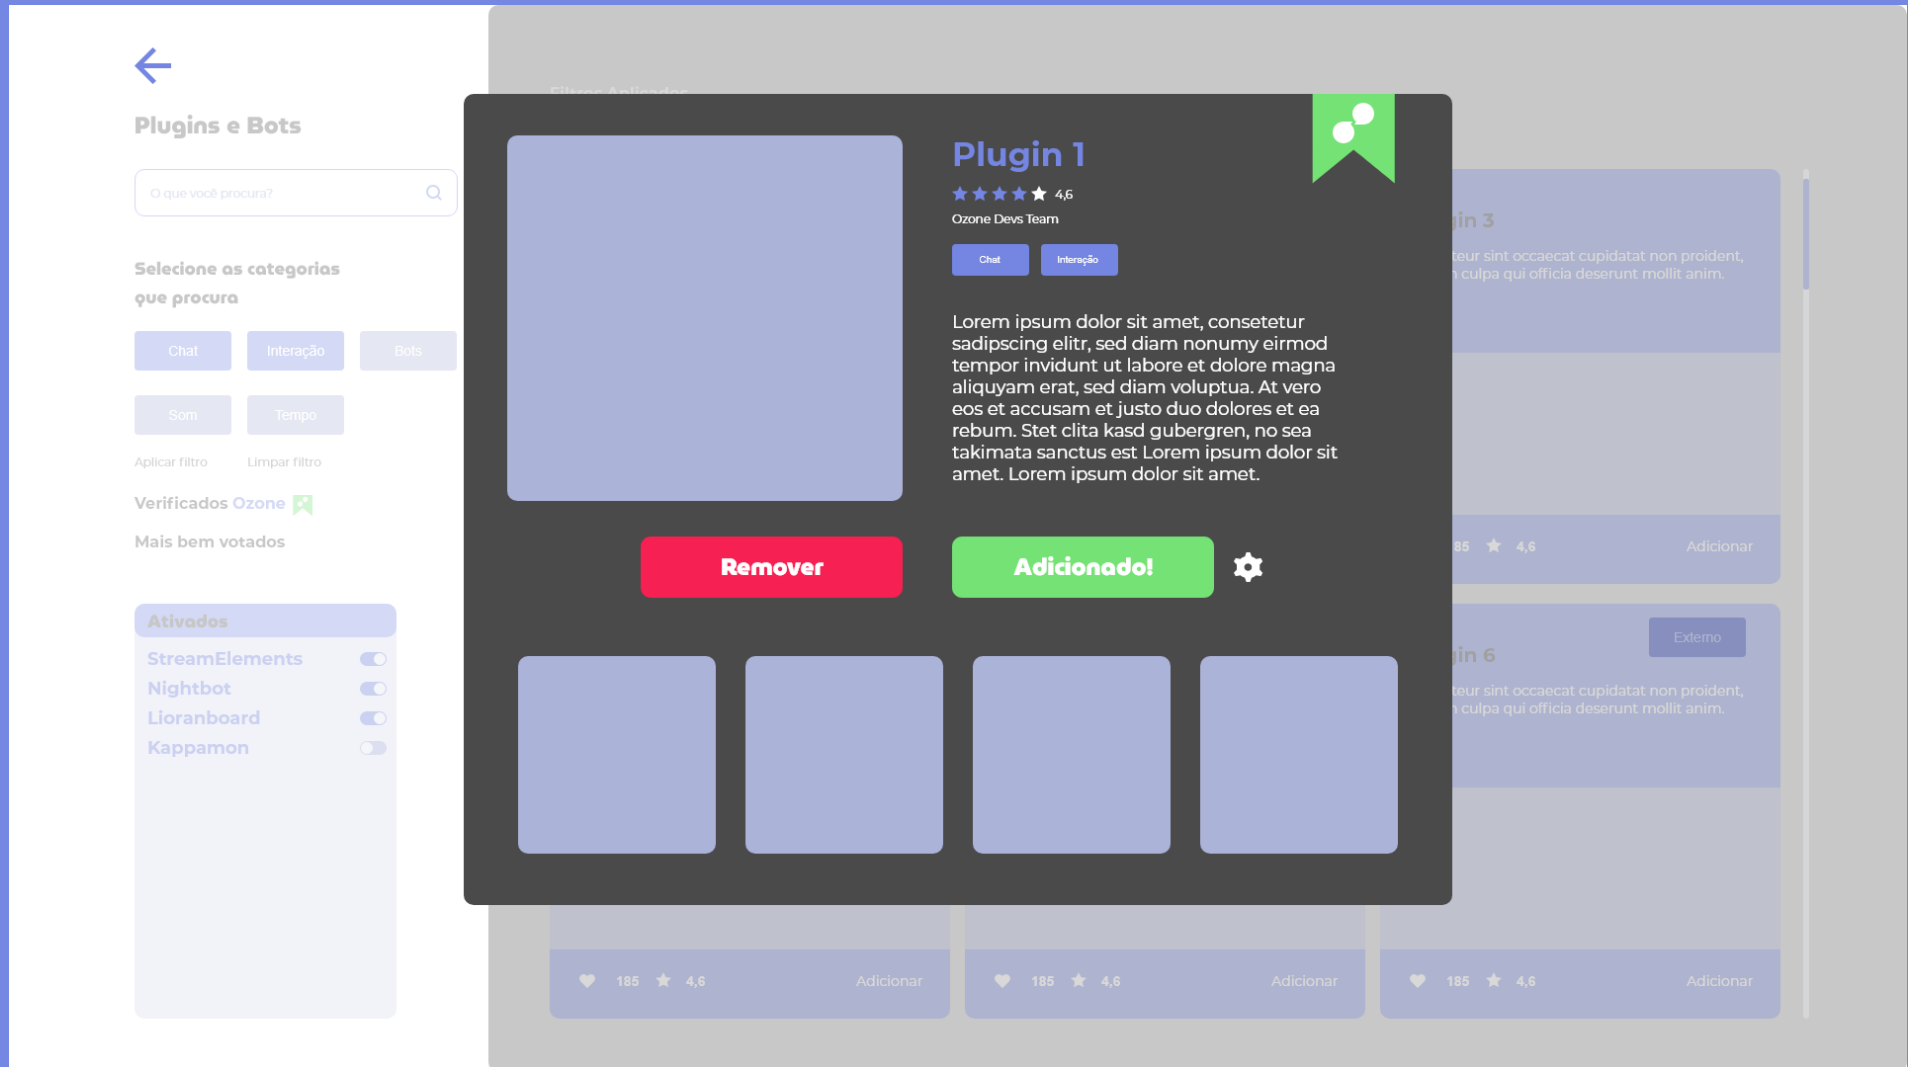 Plugins e Bots
O que você procura?
Selecione as categorias
que procura
Chat
Interação
Bots
Som
Tempo
Aplicar filtro
Limpar filtro
Verificados Ozone
Mais bem votados
Ativados
StreamElements
Nightbot
Lioranboard
Kappamon
Filtros Aplicados
Plugin 1
4,6
Ozone Devs Team
Chat
Interação
Lorem ipsum dolor sit amet, consetetur
sadipscing elitr, sed diam nonumy eirmod
tempor invidunt ut labore et dolore magna
aliquyam erat, sed diam voluptua. At vero
eos et accusam et justo duo dolores et ea
rebum. Stet clita kasd gubergren, no sea
takimata sanctus est Lorem ipsum dolor sit
amet. Lorem ipsum dolor sit amet.
Remover
Adicionado!
gin 3
teur sint occaecat cupidatat non proident,
culpa qui officia deserunt mollit anim.
85
4,6
Adicionar
Externo
gin 6
teur sint occaecat cupidatat non proident,
culpa qui officia deserunt mollit anim.
185
4,6
Adicionar
185
4,6
Adicionar
185
4,6
Adicionar